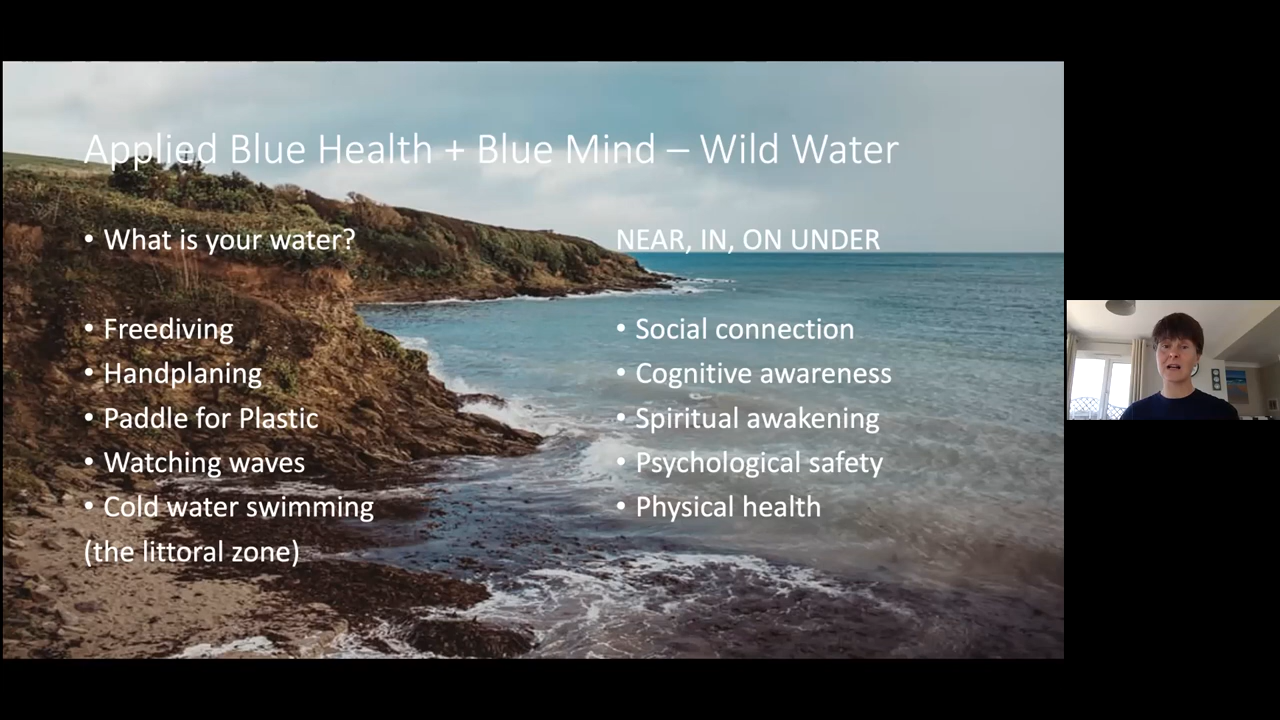 Applied Blue Health + Blue Mind – Wild Water
• What is your water?
• Freediving
• Handplaning
• Paddle for Plastic
• Watching waves
• Cold water swimming
(the littoral zone)
NEAR, IN, ON UNDER
• Social connection
• Cognitive awareness
• Spiritual awakening
• Psychological safety
• Physical health